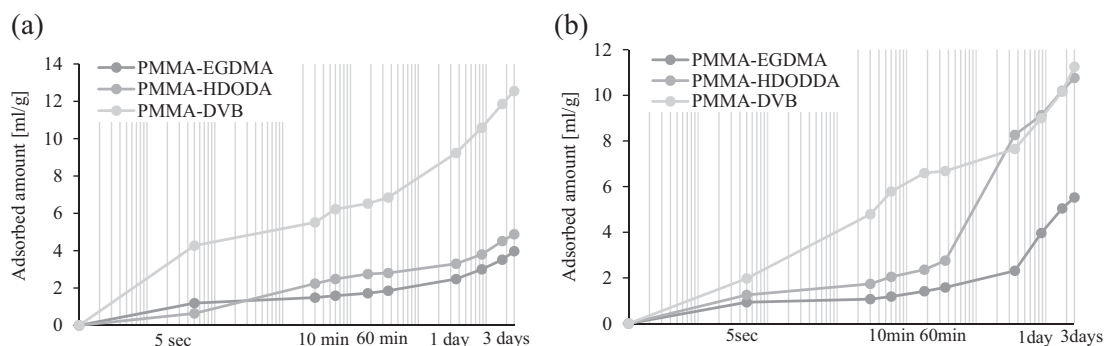 (a)
Adsorbed amount [ml/g]
14
12
10
8
6
4
2
0
PMMA-EGDMA
PMMA-HDODA
PMMA-DVB
5 sec
10 min
60 min
1 day
3 days
(b)
Adsorbed amount [ml/g]
12
10
8
6
4
2
0
PMMA-EGDMA
PMMA-HDODDA
PMMA-DVB
5sec
10min
60min
1day
3days